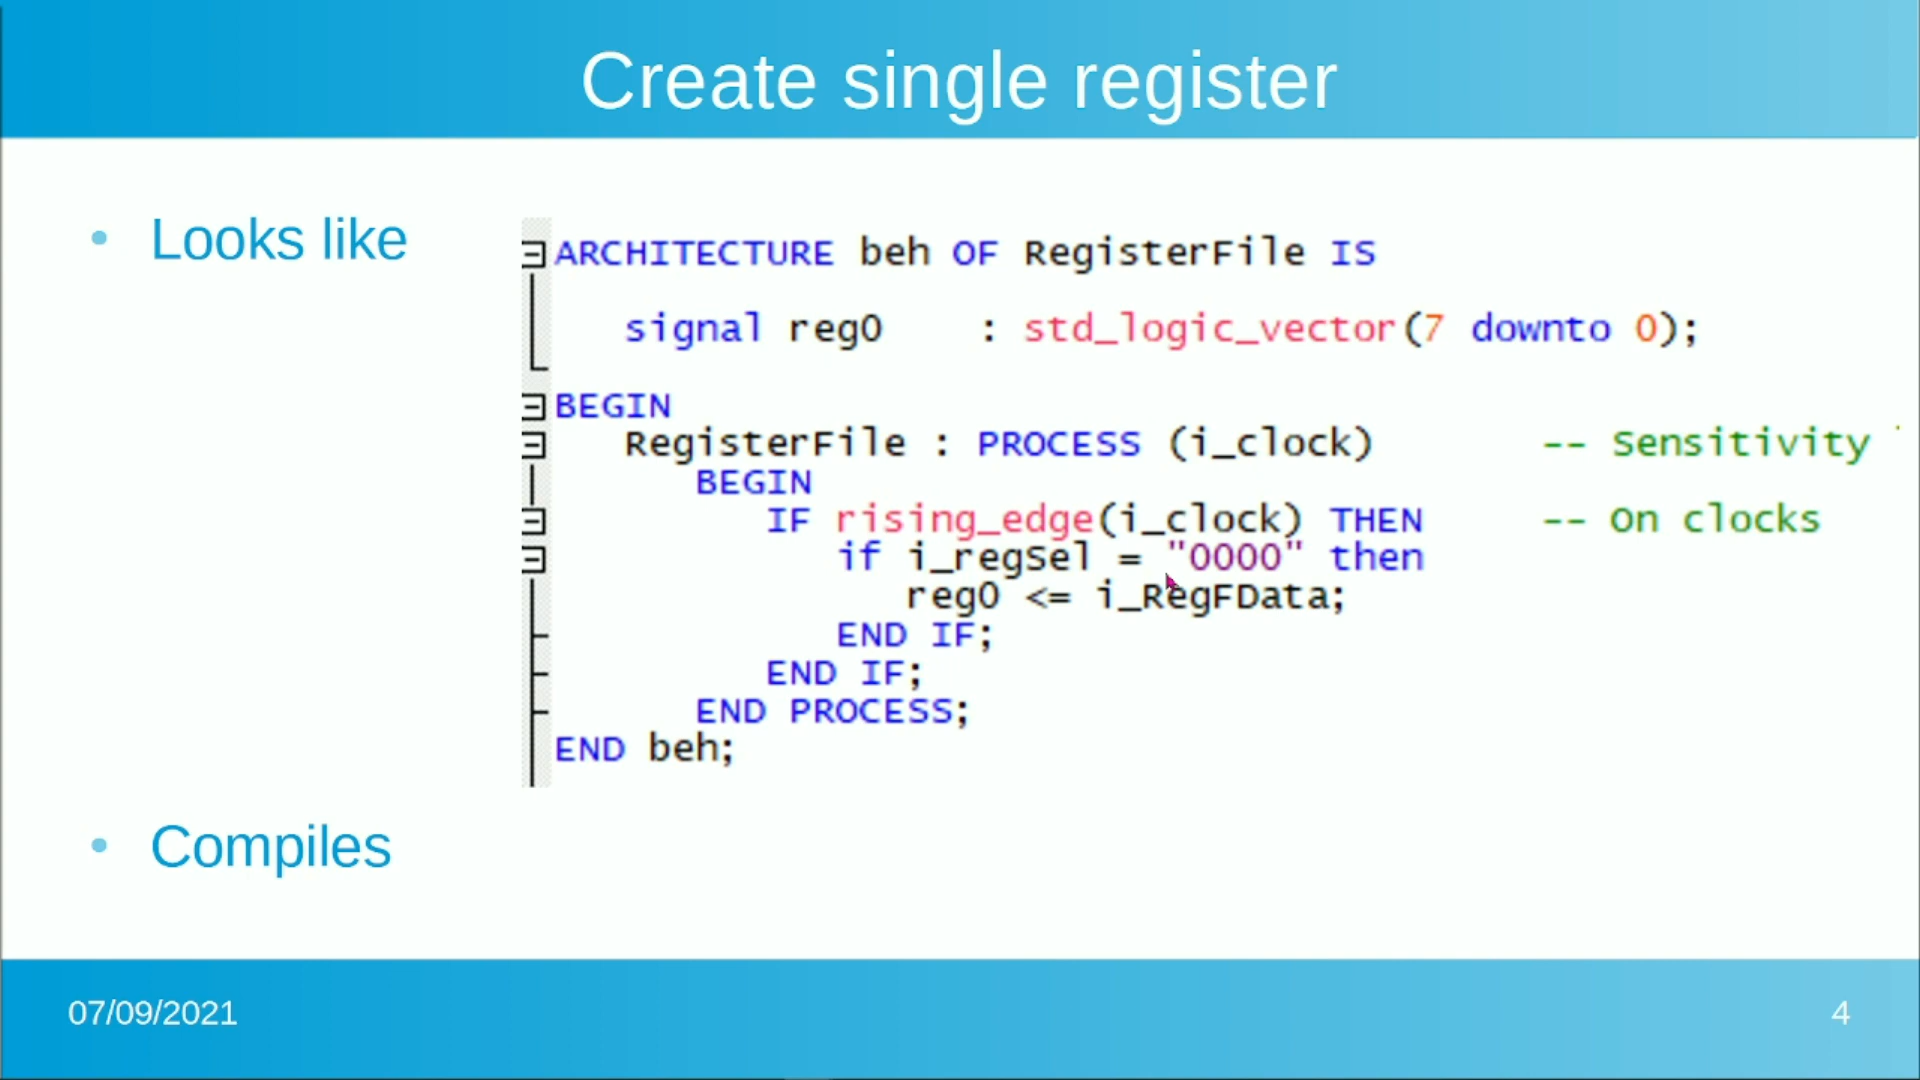 Create single register
• Looks like
ARCHITECTURE beh OF RegisterFile IS
signal reg0 : std_logic_vector(7 downto 0);
BEGIN
RegisterFile : PROCESS (i_clock) -- Sensitivity
BEGIN
IF rising_edge(i_clock) THEN -- On clocks
if i_regSel = "0000" then
reg0 <= i_RegFData;
END IF;
END IF;
END PROCESS;
END beh;
• Compiles
07/09/2021
4